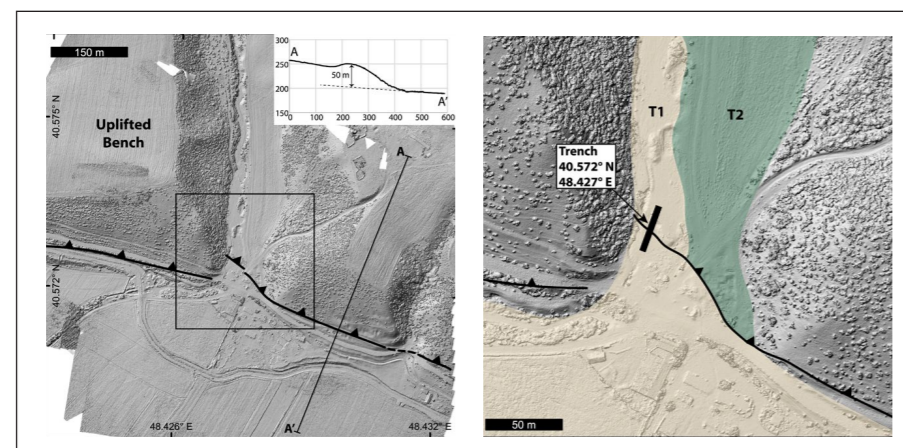 150 m
300
250
200
150
A
50 m
A'
0 100 200 300 400 500 600
40.575° N
Uplifted
Bench
A
40.572° N
48.426° E
A'
48.432° E
T1
T2
Trench
40.572° N
48.427° E
50 m